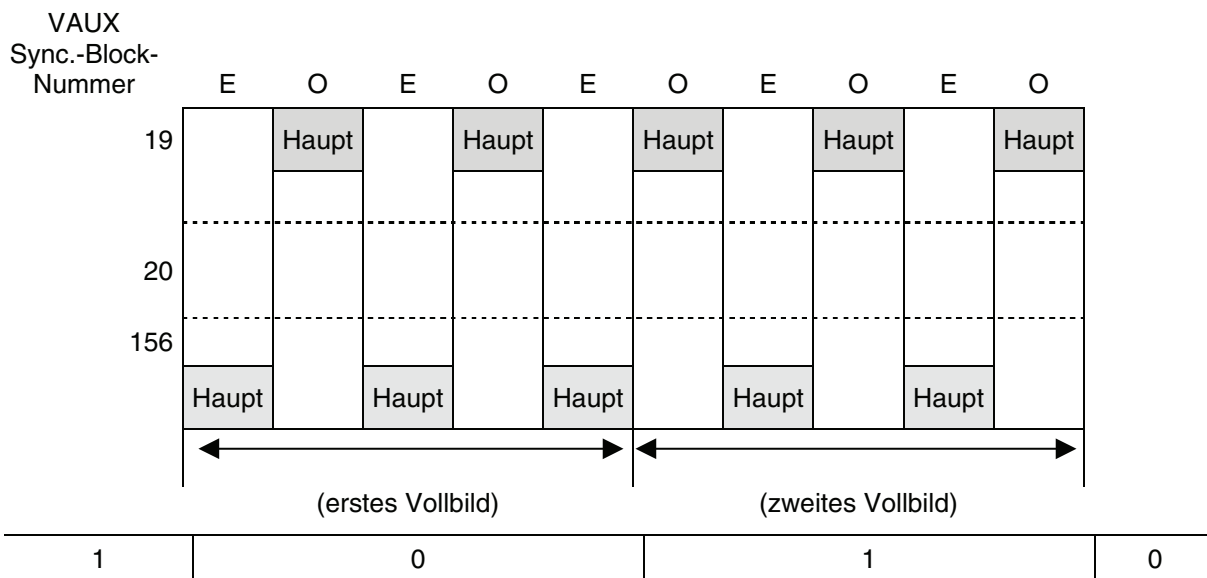 VAUX
Sync.-Block-
Nummer E O E O E O E O E O
19 Haupt Haupt Haupt Haupt Haupt
20
156
Haupt Haupt Haupt Haupt Haupt
(erstes Vollbild) (zweites Vollbild)
1 0 1 0